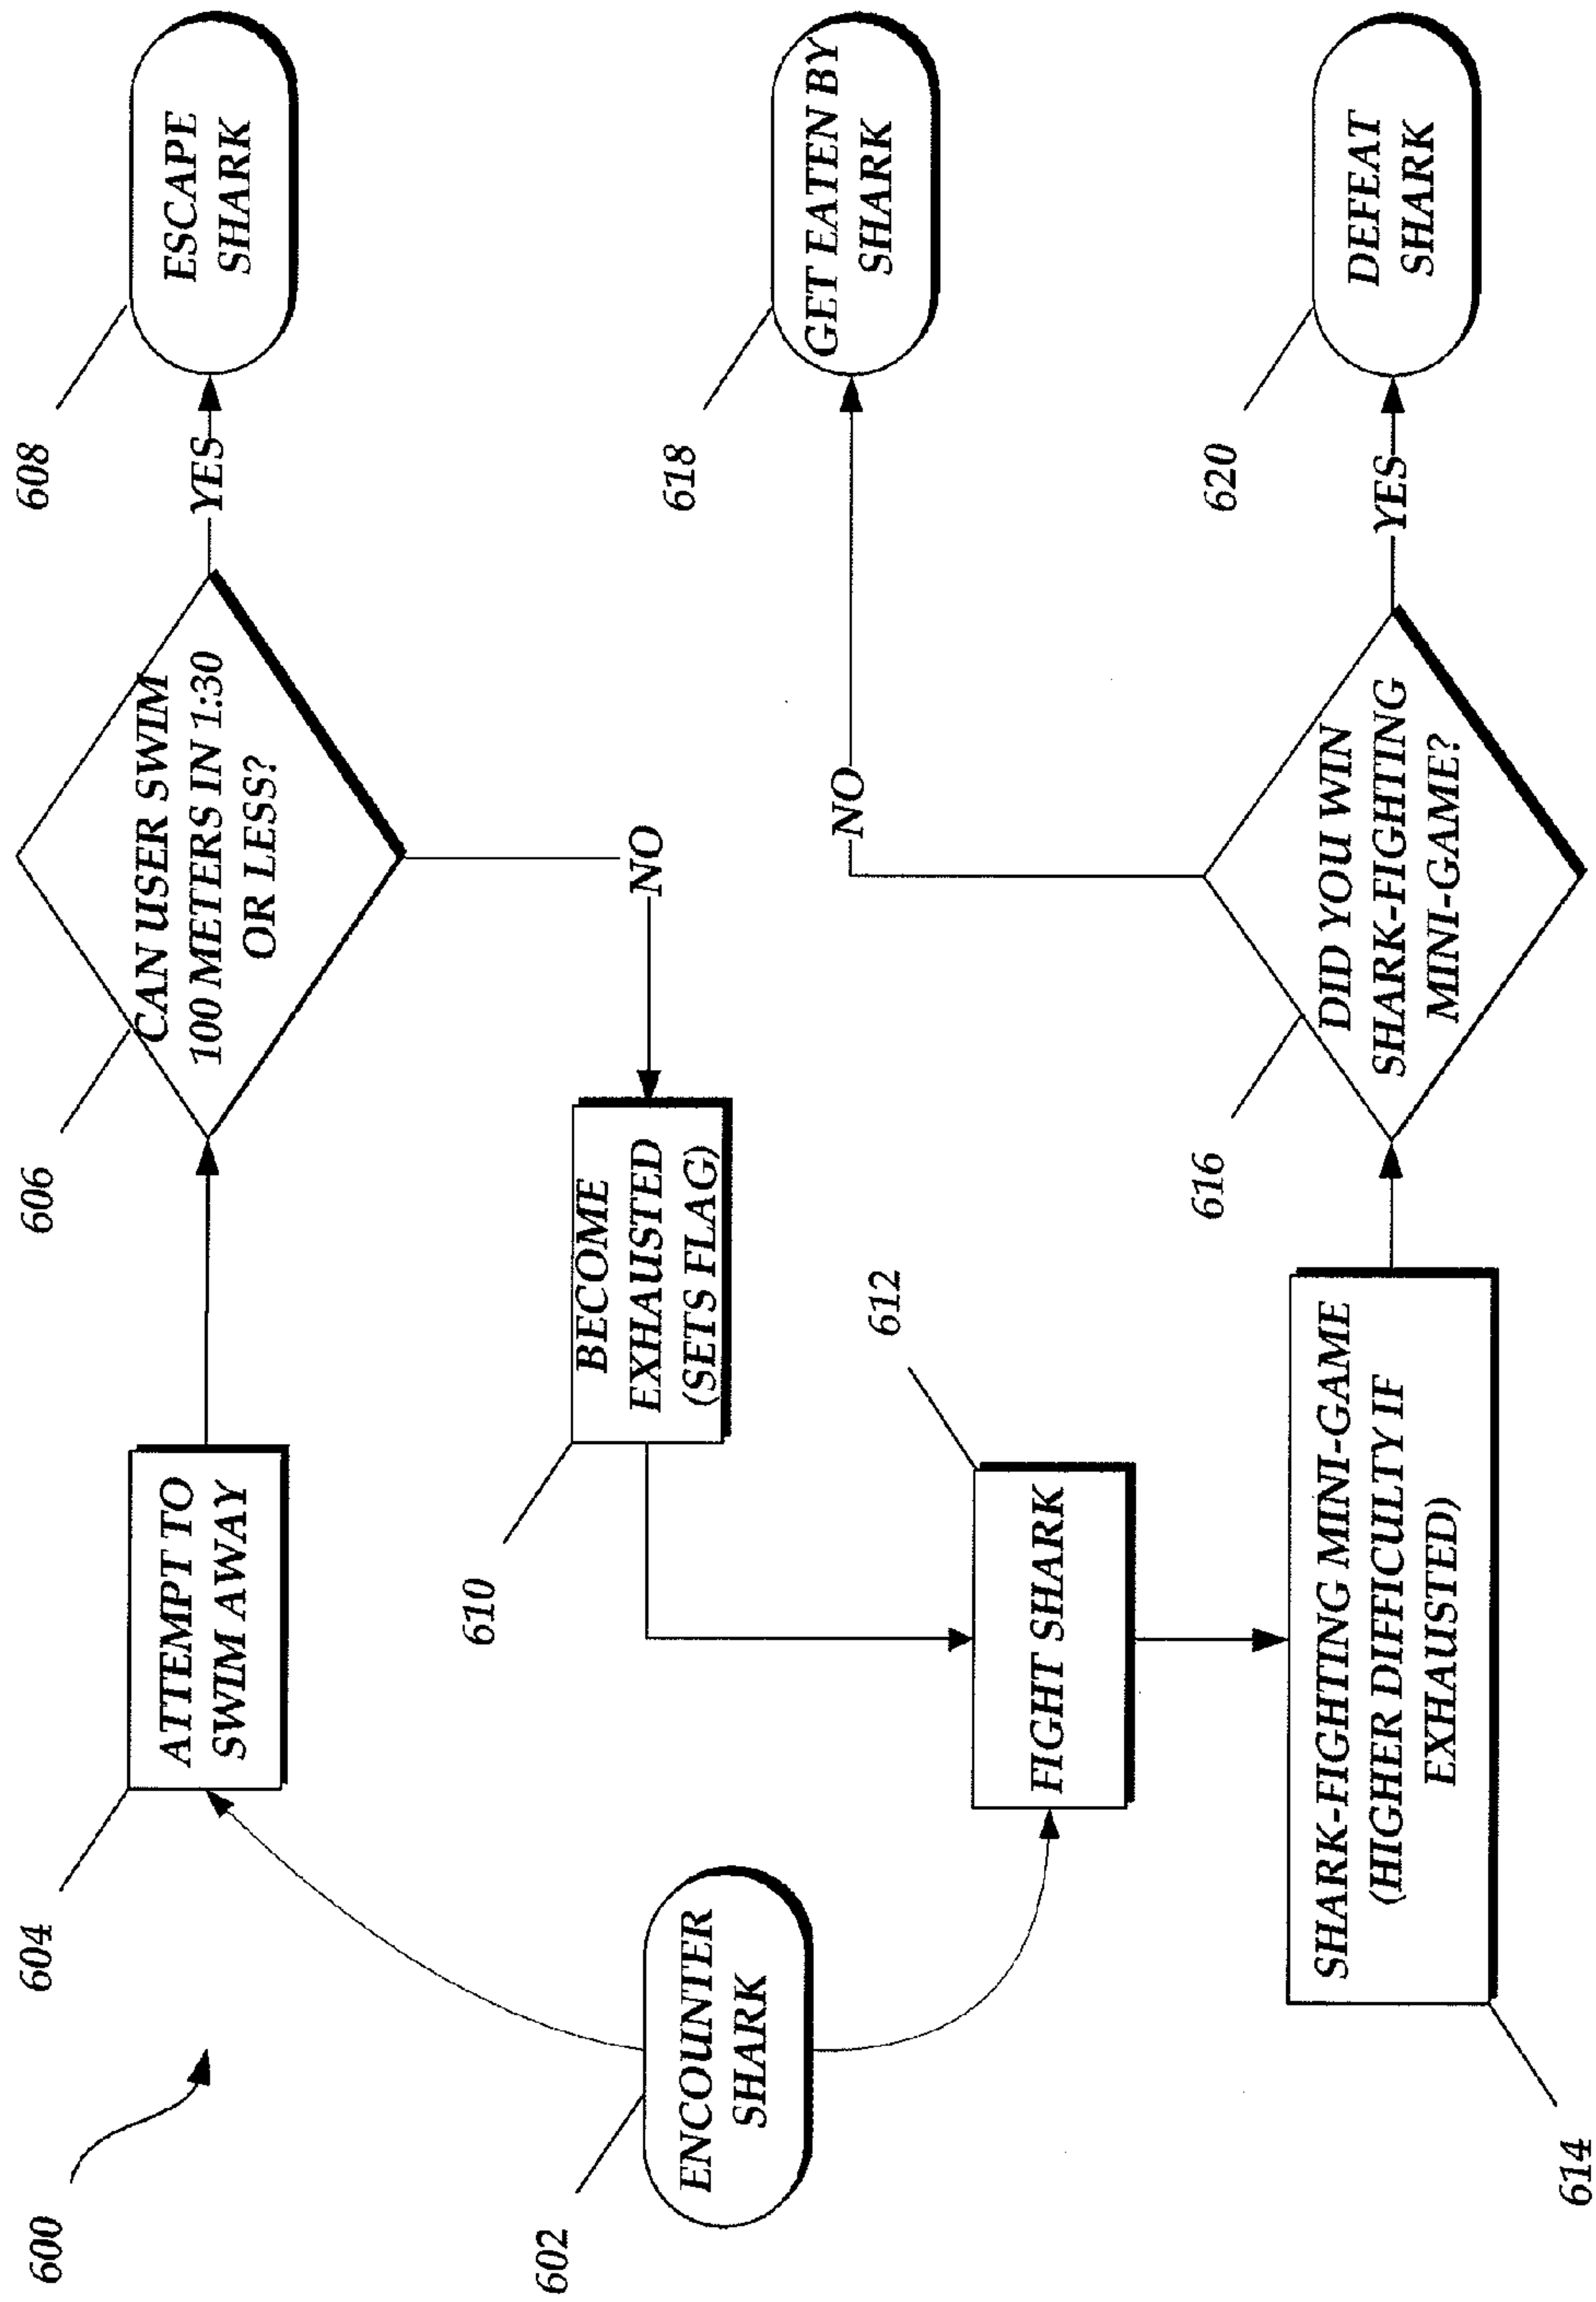 600
604
ATTEMPT TO
SWIM AWAY
606
CAN USER SWIM
100 METERS IN 1:30
OR LESS?
YES
608
ESCAPE
SHARK
NO
610
BECOME
EXHAUSTED
(SETS FLAG)
602
ENCOUNTER
SHARK
612
FIGHT SHARK
NO
618
GET EATEN BY
SHARK
614
SHARK-FIGHTING MINI-GAME
(HIGHER DIFFICULTY IF
EXHAUSTED)
616
DID YOU WIN
SHARK-FIGHTING
MINI-GAME?
YES
620
DEFEAT
SHARK